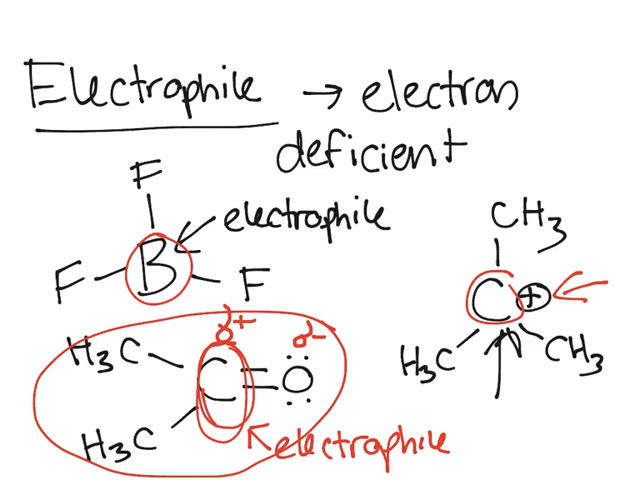 Electrophile → electron
deficient
F
electrophile
B
F
F
CH3
C +
H3C
CH3
δ+ δ-
H3C
C = O
H3C
electrophile